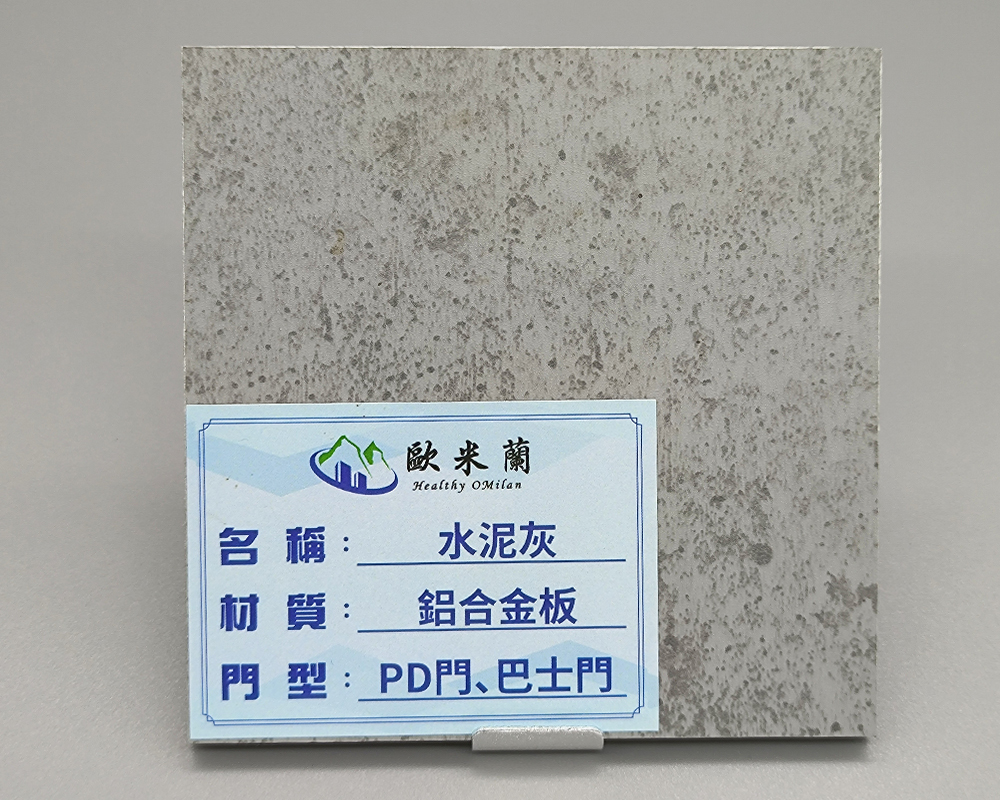 歐米蘭
Healthy OMilan
名稱：水泥灰
材質：鋁合金板
門型：PD門、巴士門